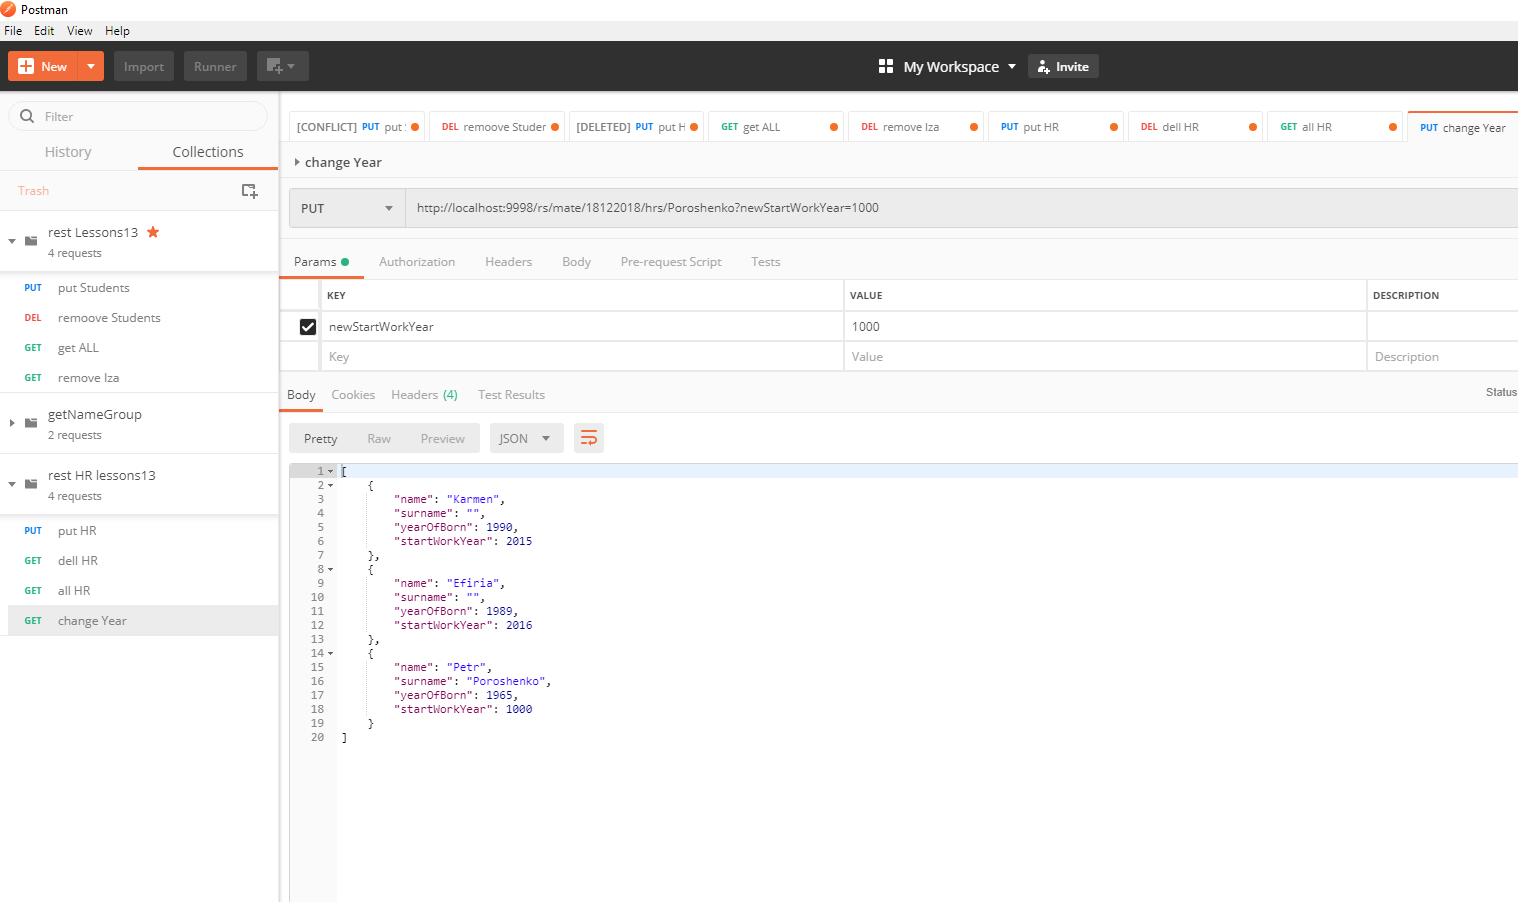 Postman
File Edit View Help
New Import Runner My Workspace Invite
Filter
History Collections
Trash
rest Lessons13
4 requests
PUT put Students
DEL remoove Students
GET get ALL
GET remove Iza
getNameGroup
2 requests
rest HR lessons13
4 requests
PUT put HR
GET dell HR
GET all HR
GET change Year
[CONFLICT] PUT put DEL remoove Studer [DELETED] PUT put H GET get ALL DEL remove Iza PUT put HR DEL dell HR GET all HR PUT change Year
change Year
PUT http://localhost:9998/rs/mate/18122018/hrs/Poroshenko?newStartWorkYear=1000
Params Authorization Headers Body Pre-request Script Tests
KEY VALUE DESCRIPTION
newStartWorkYear 1000
Key Value Description
Body Cookies Headers (4) Test Results Status
Pretty Raw Preview JSON
1 [
2 {
3 "name": "Karmen",
4 "surname": "",
5 "yearOfBorn": 1990,
6 "startWorkYear": 2015
7 },
8 {
9 "name": "Efiria",
10 "surname": "",
11 "yearOfBorn": 1989,
12 "startWorkYear": 2016
13 },
14 {
15 "name": "Petr",
16 "surname": "Poroshenko",
17 "yearOfBorn": 1965,
18 "startWorkYear": 1000
19 }
20 ]